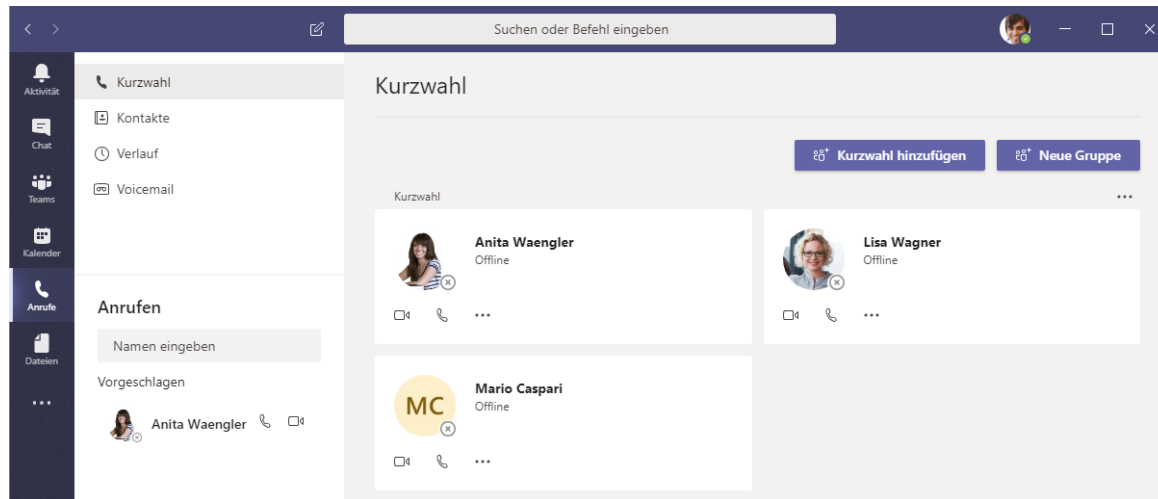 Suchen oder Befehl eingeben
Aktivität
Chat
Teams
Kalender
Anrufe
Dateien
Kurzwahl
Kontakte
Verlauf
Voicemail
Anrufen
Namen eingeben
Vorgeschlagen
Anita Waengler
Kurzwahl
Kurzwahl hinzufügen
Neue Gruppe
Kurzwahl
Anita Waengler
Offline
Lisa Wagner
Offline
MC
Mario Caspari
Offline